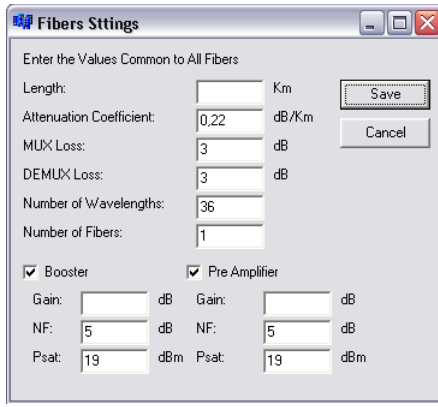 Fibers Sttings
Enter the Values Common to All Fibers
Length: Km
Save
Attenuation Coefficient: 0,22 dB/Km
Cancel
MUX Loss: 3 dB
DEMUX Loss: 3 dB
Number of Wavelengths: 36
Number of Fibers: 1
Booster Pre Amplifier
Gain: dB Gain: dB
NF: 5 dB NF: 5 dB
Psat: 19 dBm Psat: 19 dBm